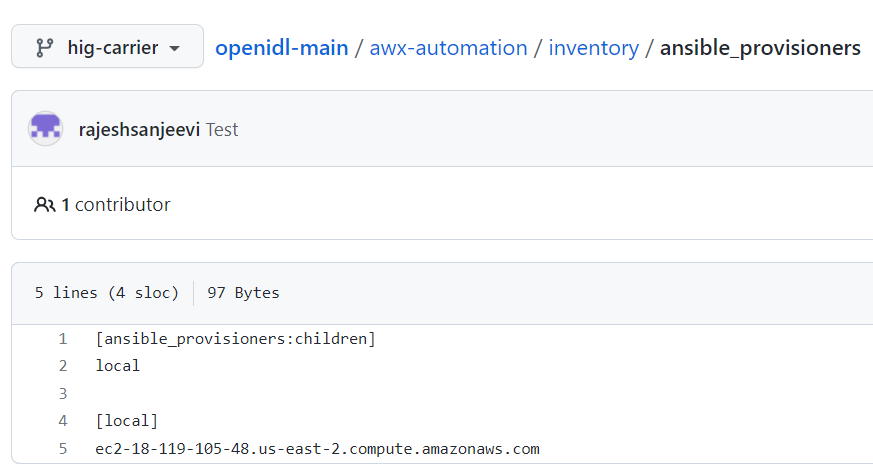 hig-carrier openidl-main / awx-automation / inventory / ansible_provisioners
rajeshsanjeevi Test
1 contributor
5 lines (4 sloc) 97 Bytes
1 [ansible_provisioners:children]
2 local
3
4 [local]
5 ec2-18-119-105-48.us-east-2.compute.amazonaws.com